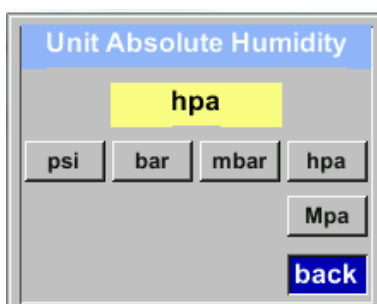 Unit Absolute Humidity
hpa
psi bar mbar hpa
Mpa
back